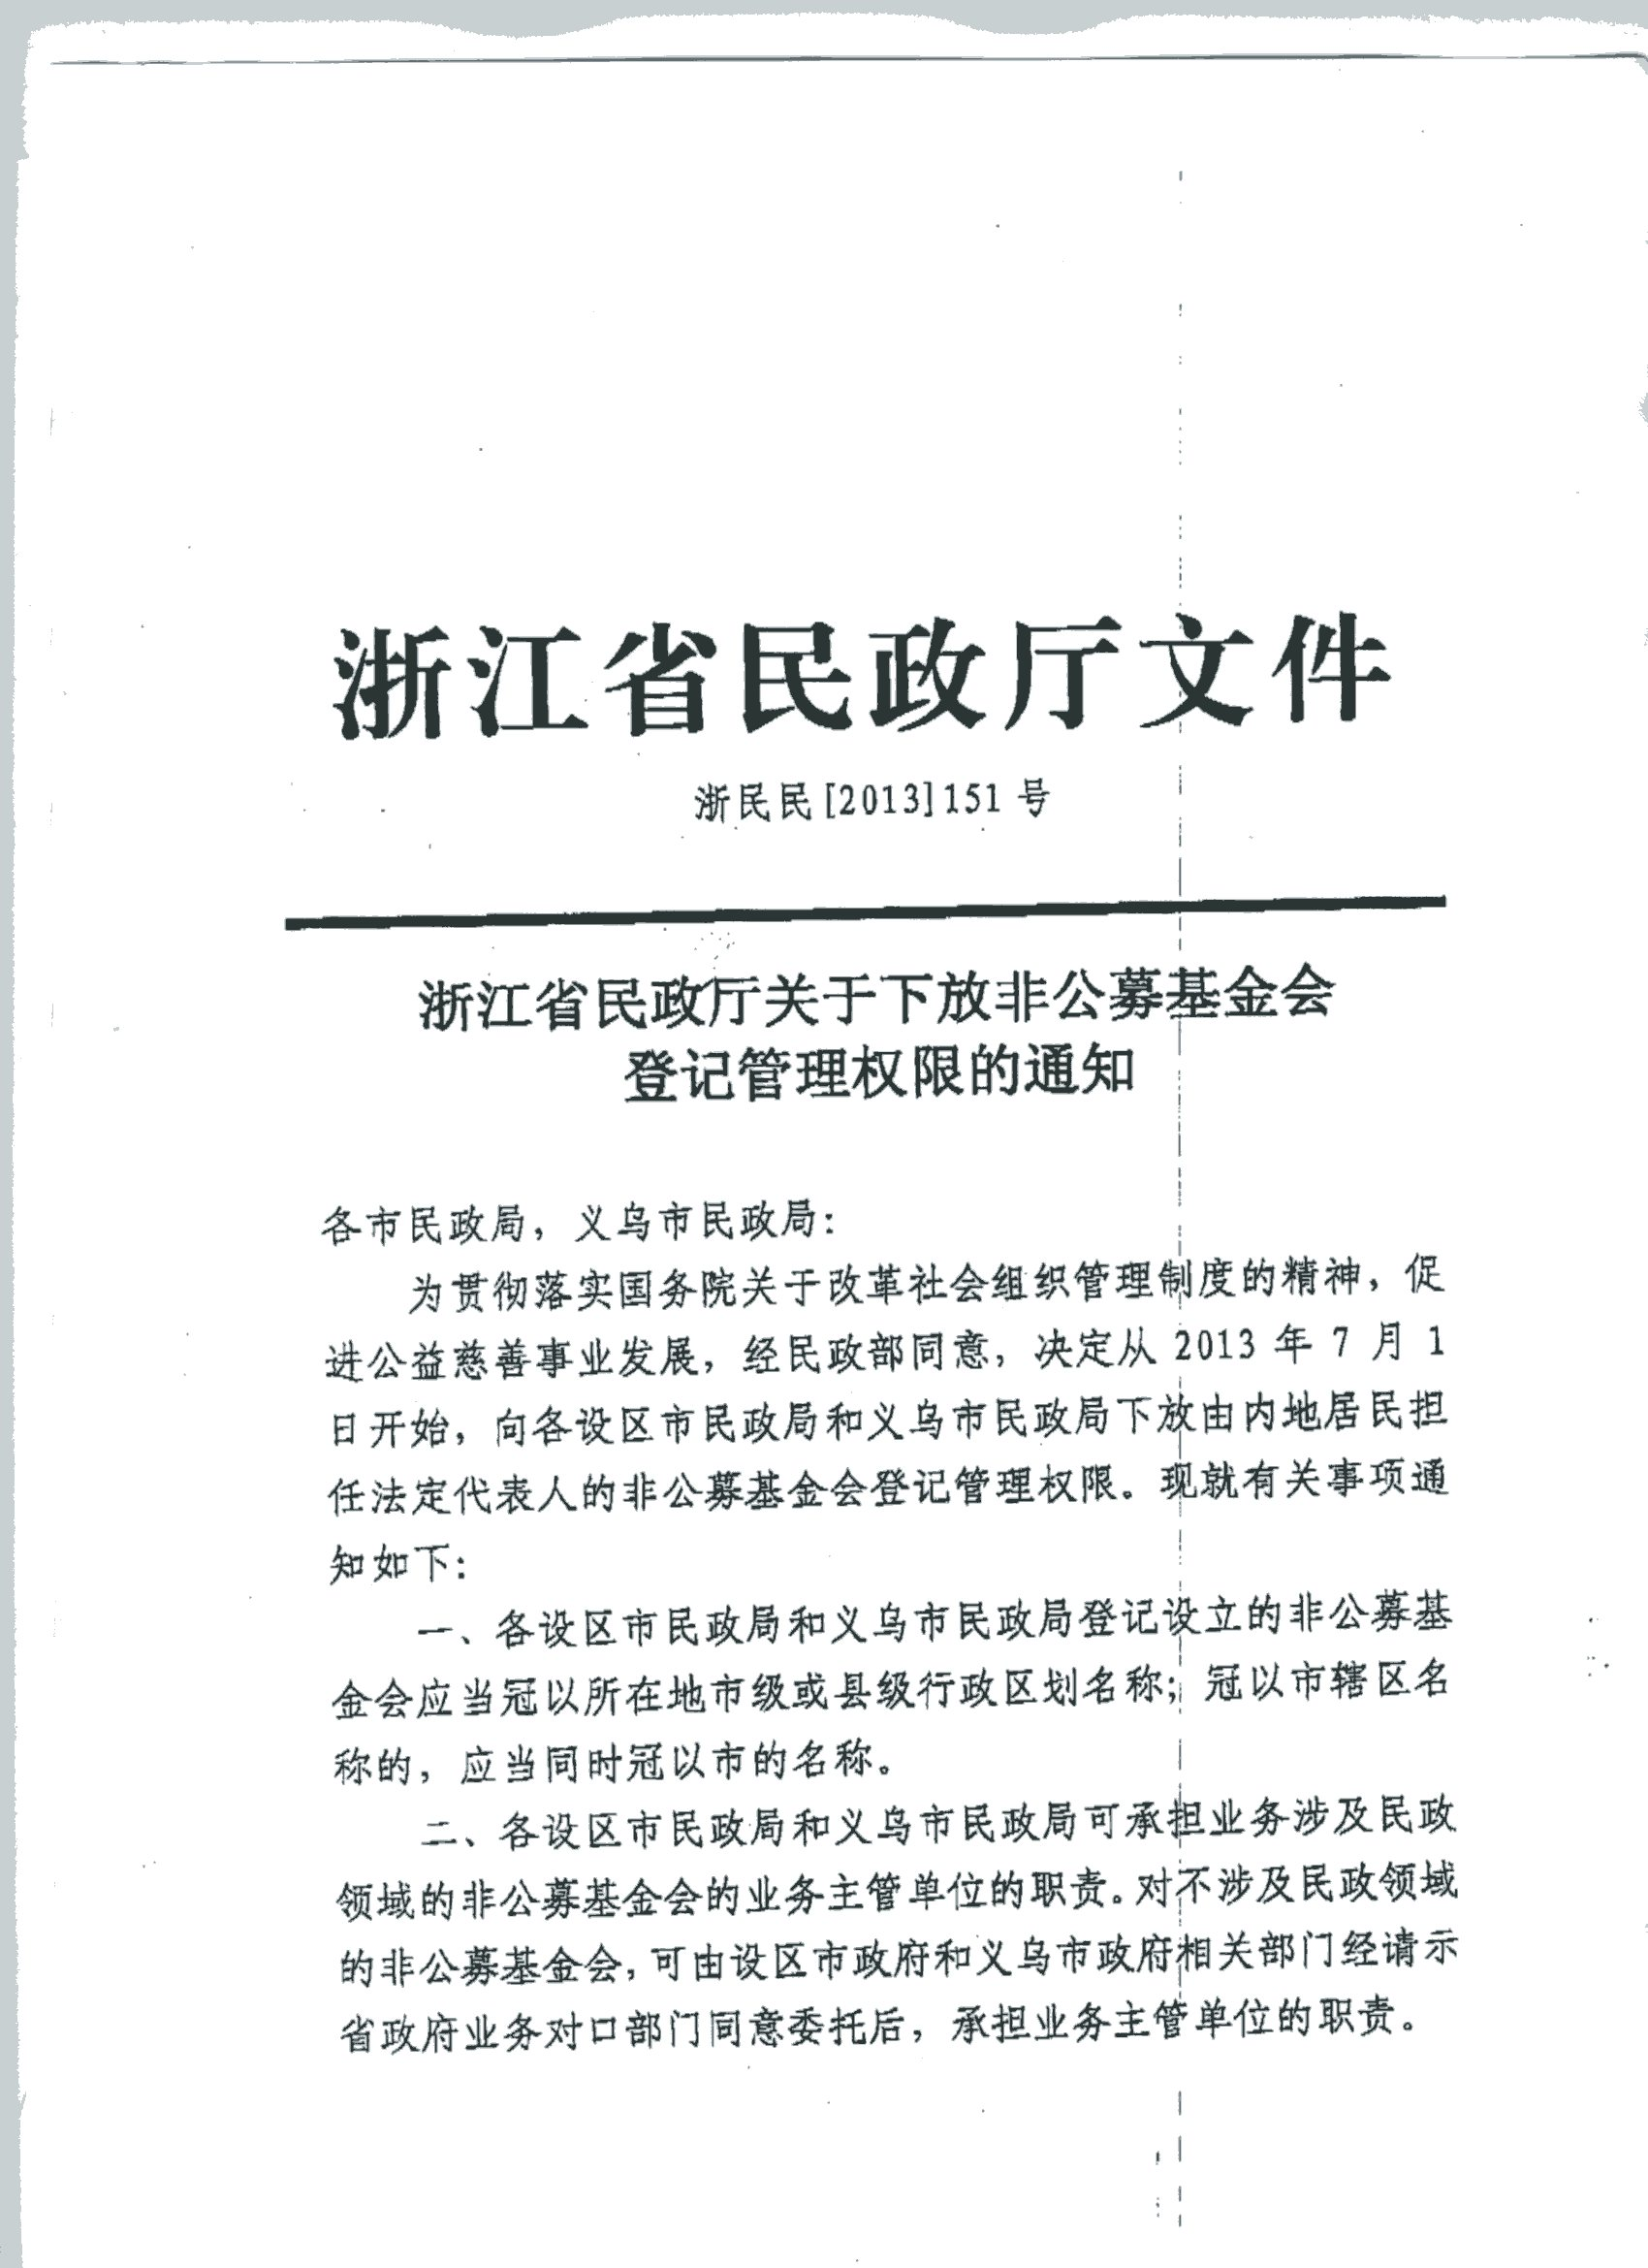 浙江省民政厅文件
浙民民[2013]151 号
浙江省民政厅关于下放非公募基金会
登记管理权限的通知
各市民政局，义乌市民政局：
为贯彻落实国务院关于改革社会组织管理制度的精神，促
进公益慈善事业发展，经民政部同意，决定从 2013 年 7 月 1
日开始，向各设区市民政局和义乌市民政局下放由内地居民担
任法定代表人的非公募基金会登记管理权限。现就有关事项通
知如下：
一、各设区市民政局和义乌市民政局登记设立的非公募基
金会应当冠以所在地市级或县级行政区划名称；冠以市辖区名
称的，应当同时冠以市的名称。
二、各设区市民政局和义乌市民政局可承担业务涉及民政
领域的非公募基金会的业务主管单位的职责。对不涉及民政领域
的非公募基金会，可由设区市政府和义乌市政府相关部门经请示
省政府业务对口部门同意委托后，承担业务主管单位的职责。